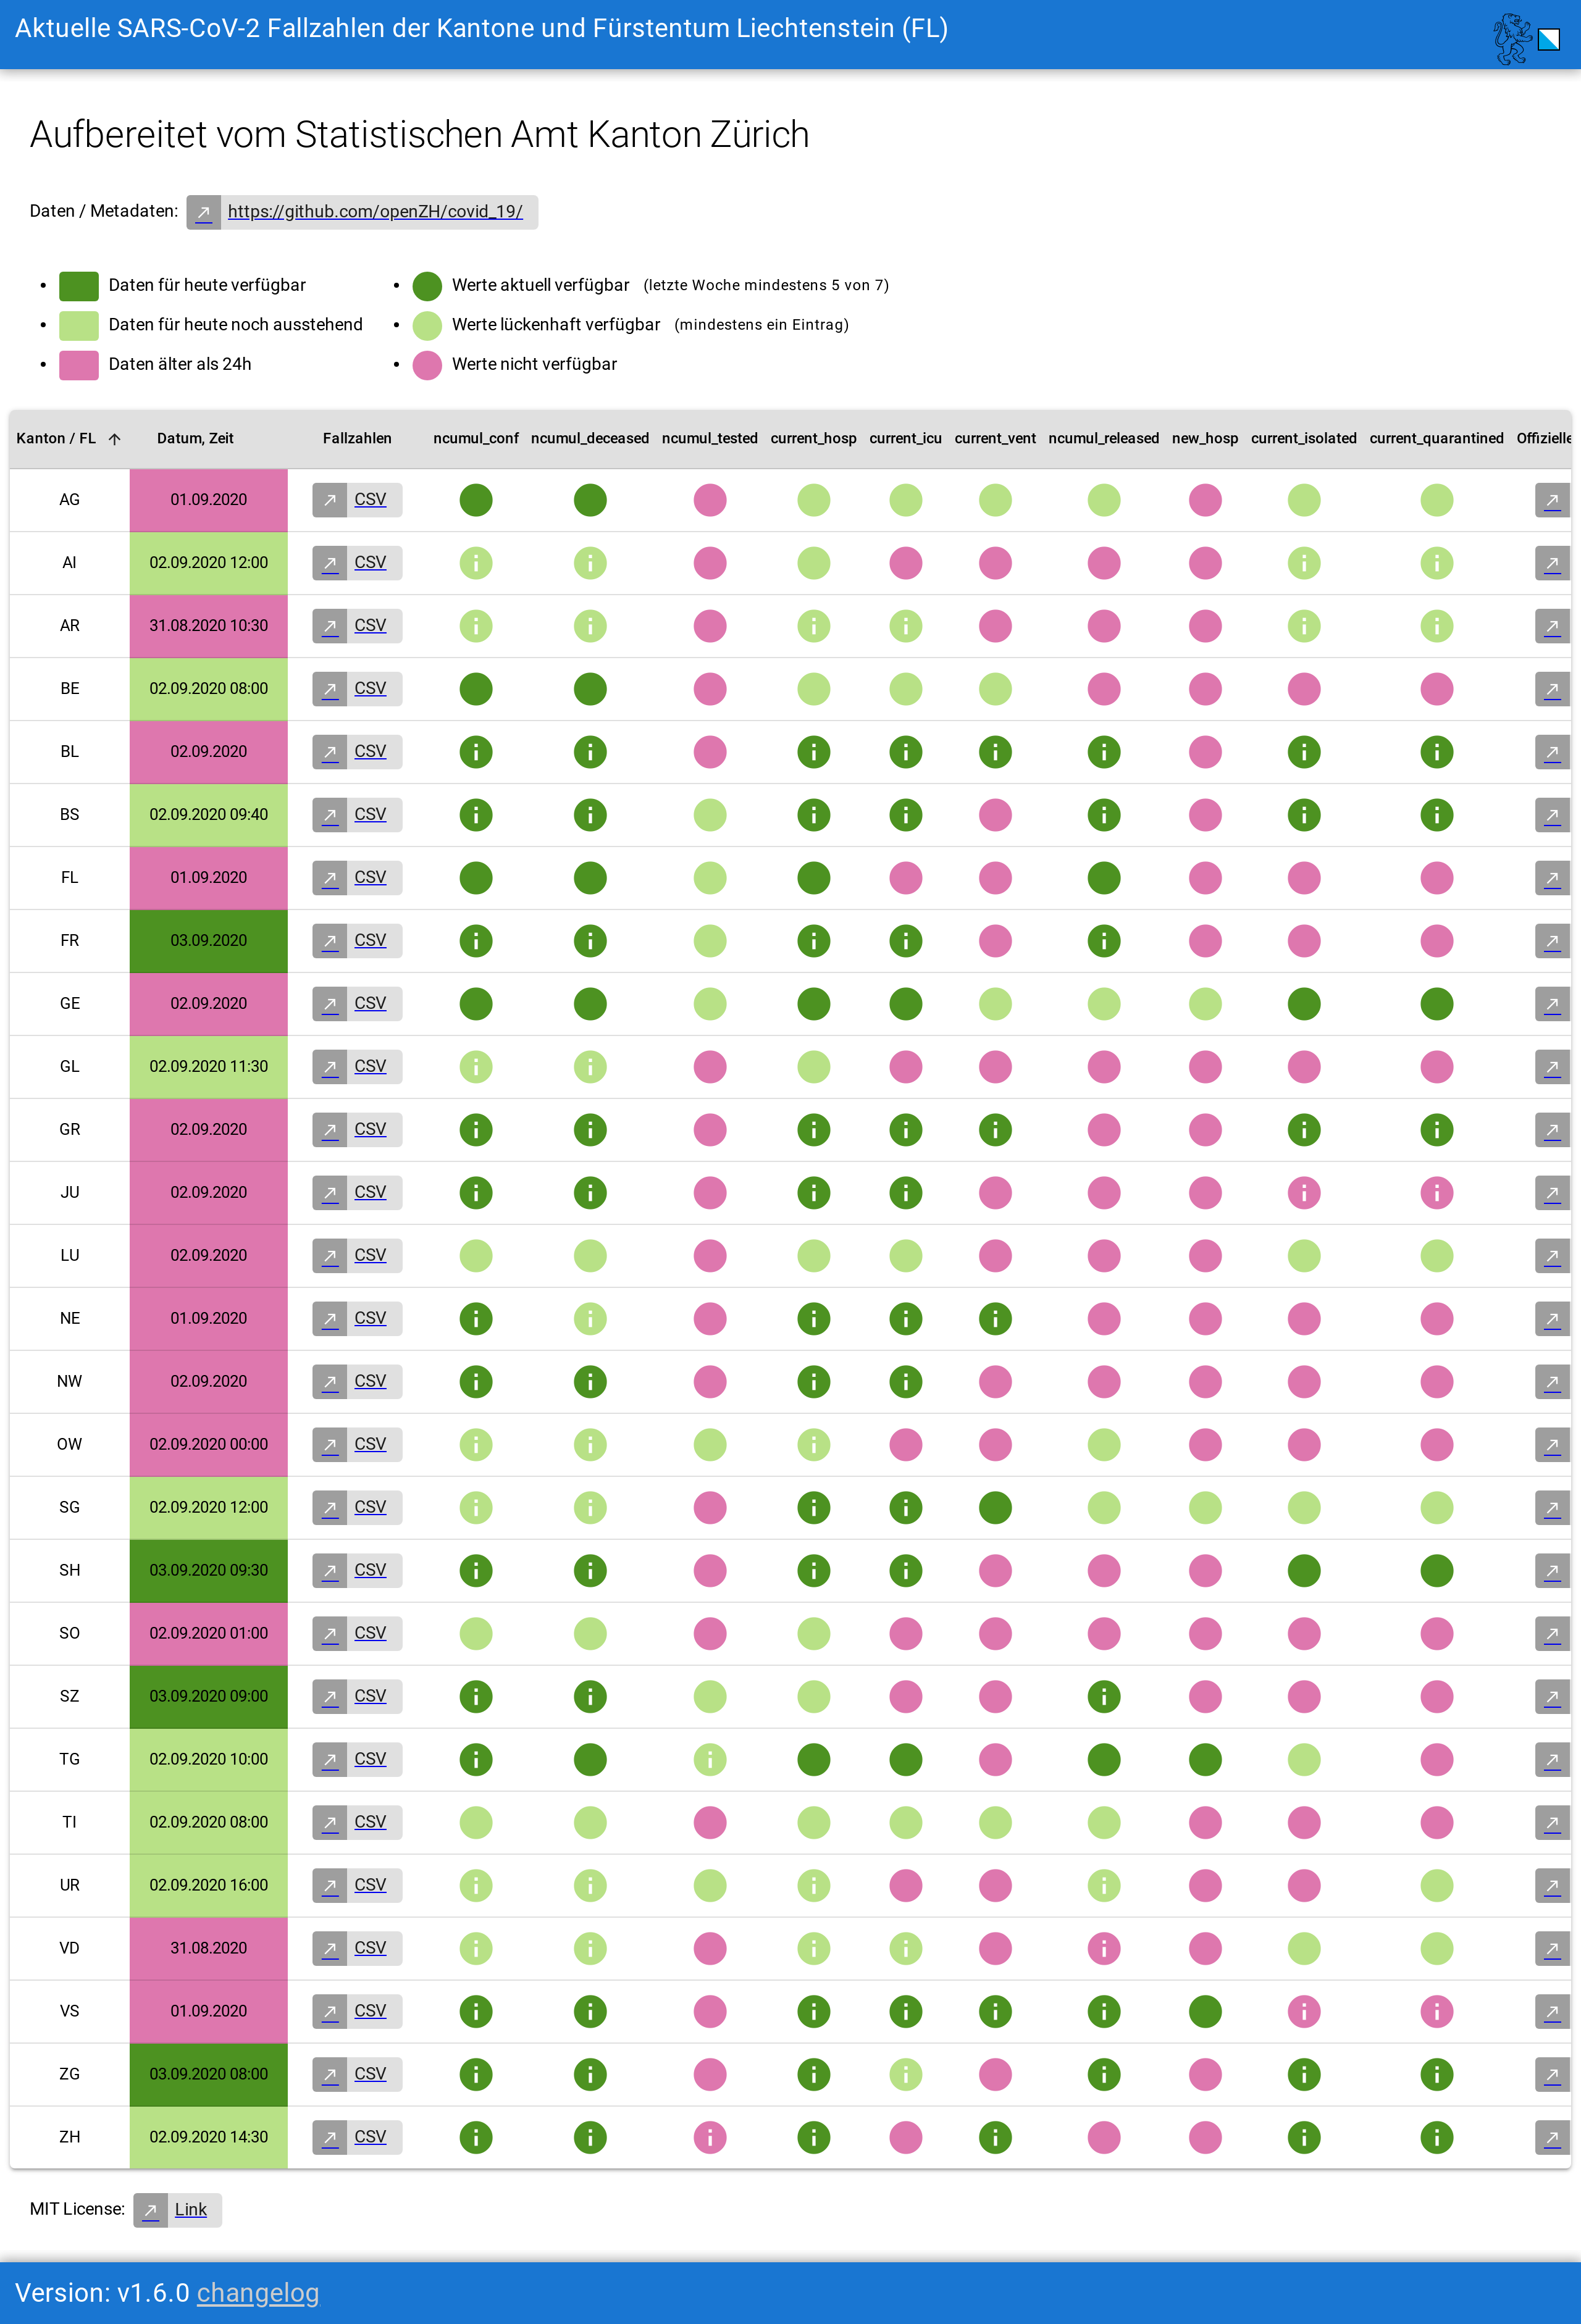 Aktuelle SARS-CoV-2 Fallzahlen der Kantone und Fürstentum Liechtenstein (FL)
Aufbereitet vom Statistischen Amt Kanton Zürich
Daten / Metadaten: https://github.com/openZH/covid_19/
Daten für heute verfügbar
Daten für heute noch ausstehend
Daten älter als 24h
Werte aktuell verfügbar (letzte Woche mindestens 5 von 7)
Werte lückenhaft verfügbar (mindestens ein Eintrag)
Werte nicht verfügbar
Kanton / FL Datum, Zeit Fallzahlen ncumul_conf ncumul_deceased ncumul_tested current_hosp current_icu current_vent ncumul_released new_hosp current_isolated current_quarantined Offizielle
AG 01.09.2020 CSV
AI 02.09.2020 12:00 CSV
AR 31.08.2020 10:30 CSV
BE 02.09.2020 08:00 CSV
BL 02.09.2020 CSV
BS 02.09.2020 09:40 CSV
FL 01.09.2020 CSV
FR 03.09.2020 CSV
GE 02.09.2020 CSV
GL 02.09.2020 11:30 CSV
GR 02.09.2020 CSV
JU 02.09.2020 CSV
LU 02.09.2020 CSV
NE 01.09.2020 CSV
NW 02.09.2020 CSV
OW 02.09.2020 00:00 CSV
SG 02.09.2020 12:00 CSV
SH 03.09.2020 09:30 CSV
SO 02.09.2020 01:00 CSV
SZ 03.09.2020 09:00 CSV
TG 02.09.2020 10:00 CSV
TI 02.09.2020 08:00 CSV
UR 02.09.2020 16:00 CSV
VD 31.08.2020 CSV
VS 01.09.2020 CSV
ZG 03.09.2020 08:00 CSV
ZH 02.09.2020 14:30 CSV
MIT License: Link
Version: v1.6.0 changelog